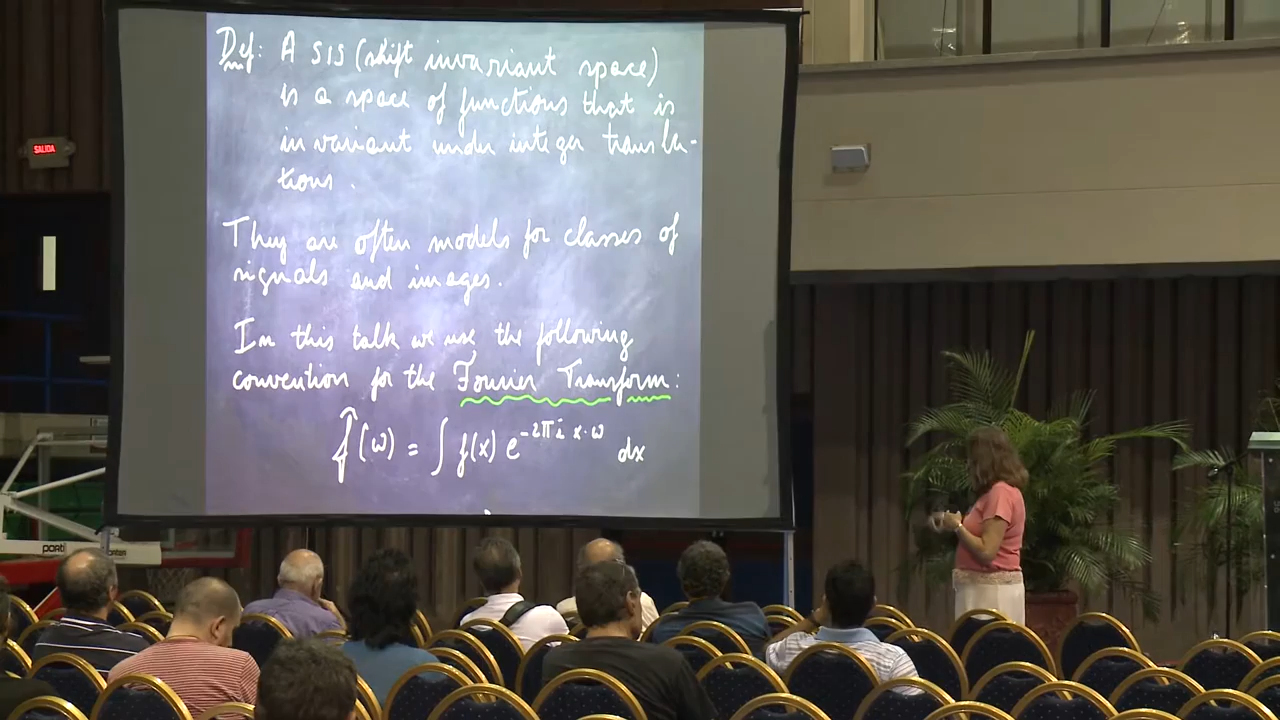 Def: A SIS (shift invariant space)
is a space of functions that is
invariant under integer transla-
tions.
They are often models for classes of
signals and images.
In this talk we use the following
convention for the Fourier Transform:
f̂(ω) = ∫ f(x) e^{-2πi x·ω} dx
SALIDA
porter